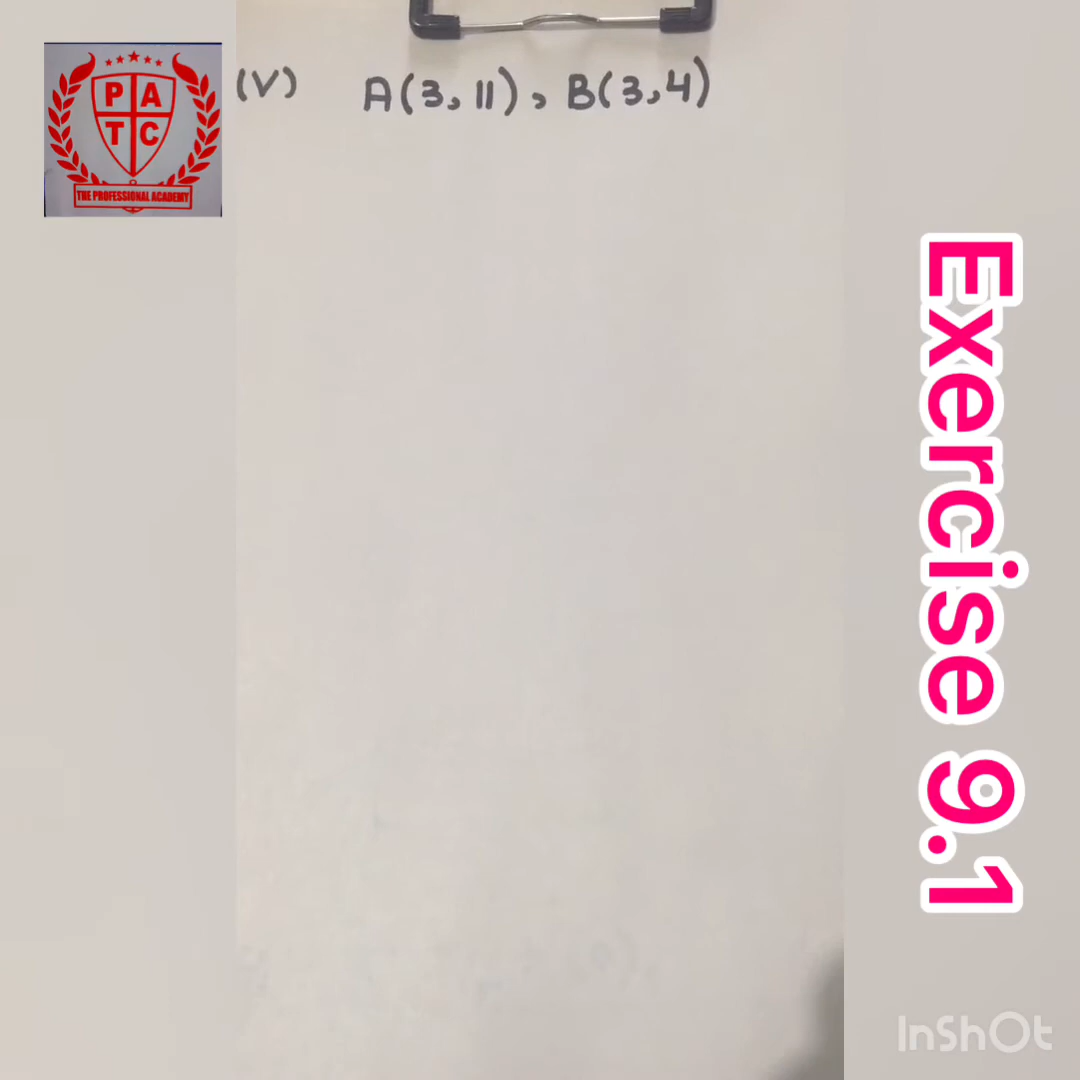 P A
T C
THE PROFESSIONAL ACADEMY
(V) A(3, 11), B(3,4)
Exercise 9.1
InShOt